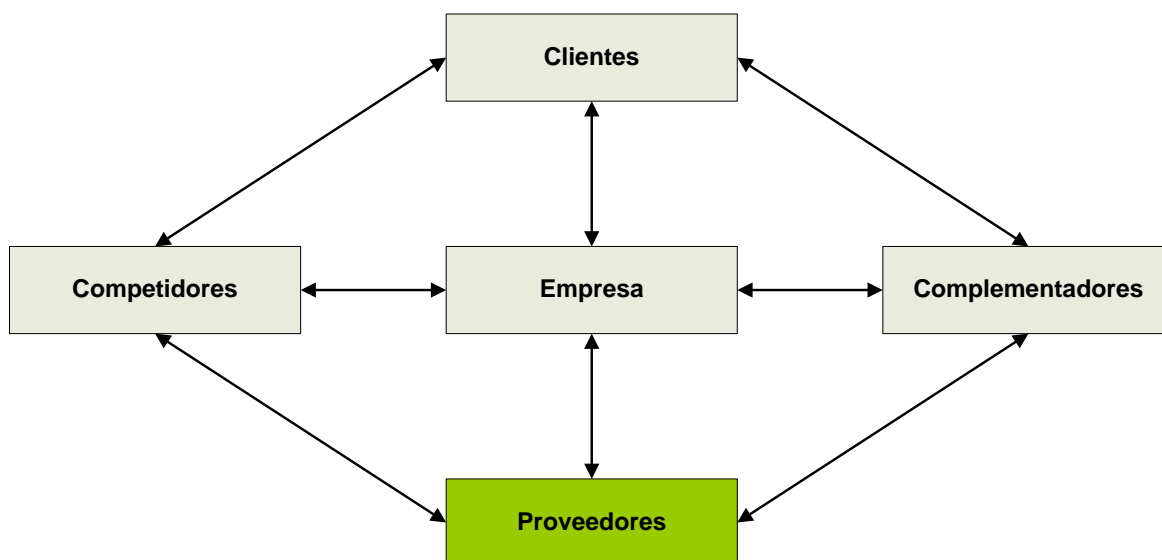 Clientes
Competidores
Empresa
Complementadores
Proveedores